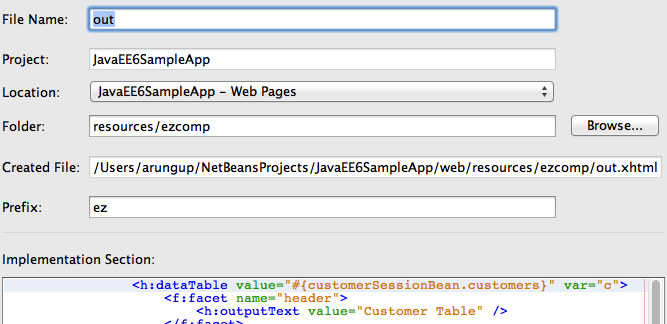 File Name: out
Project: JavaEE6SampleApp
Location: JavaEE6SampleApp – Web Pages
Folder: resources/ezcomp Browse...
Created File: /Users/arungup/NetBeansProjects/JavaEE6SampleApp/web/resources/ezcomp/out.xhtml
Prefix: ez
Implementation Section:
<h:dataTable value="#{customerSessionBean.customers}" var="c">
<f:facet name="header">
<h:outputText value="Customer Table" />
</f:facet>